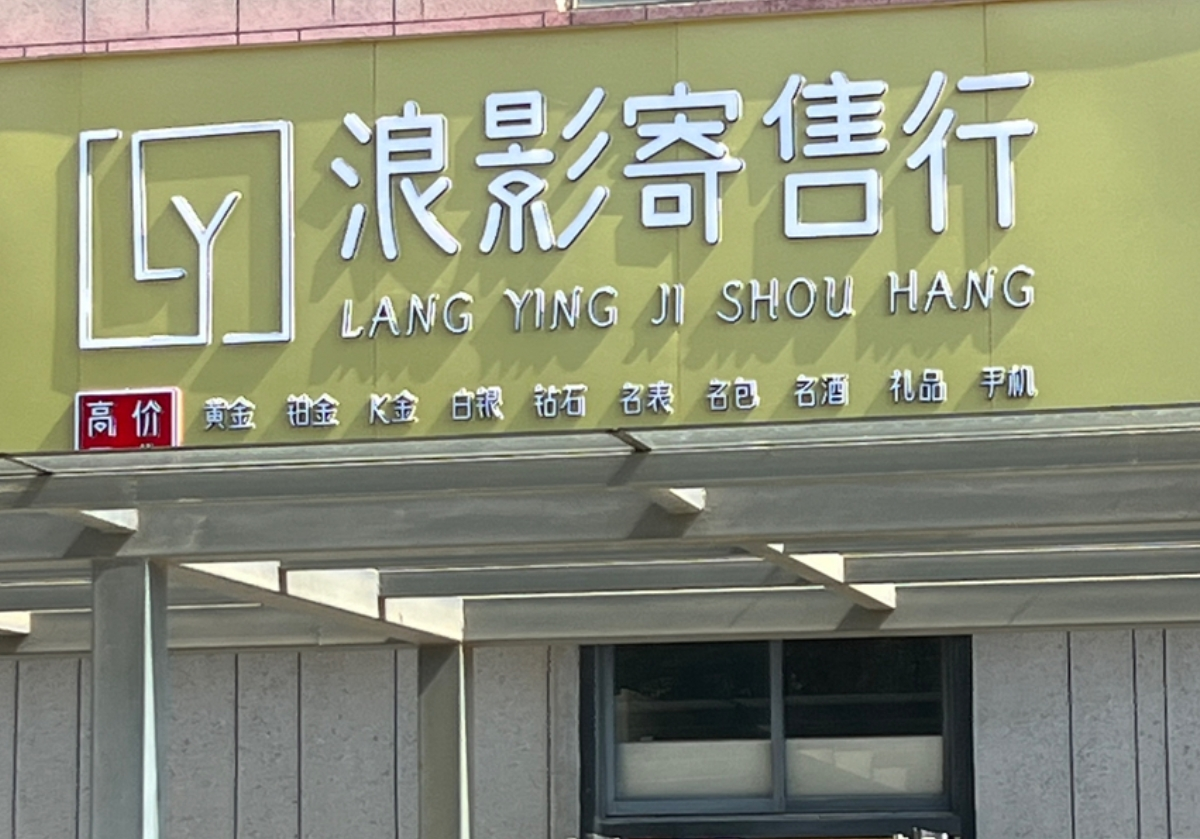 LY
浪影寄售行
LANG YING JI SHOU HANG
高价
黄金 铂金 K金 白银 钻石 名表 名包 名酒 礼品 手机